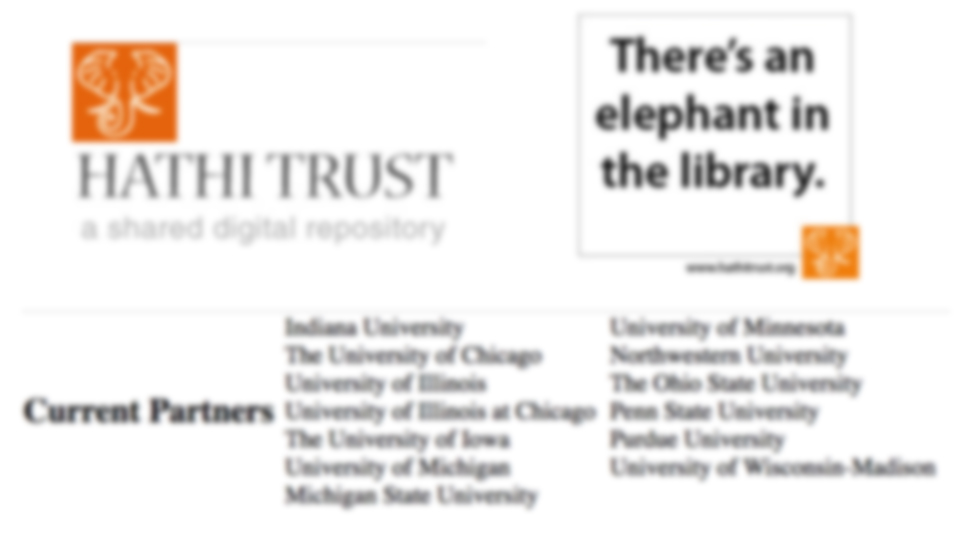 HATHI TRUST
a shared digital repository
There's an
elephant in
the library.
www.hathitrust.org
Current Partners
Indiana University
The University of Chicago
University of Illinois
University of Illinois at Chicago
The University of Iowa
University of Michigan
Michigan State University
University of Minnesota
Northwestern University
The Ohio State University
Penn State University
Purdue University
University of Wisconsin-Madison